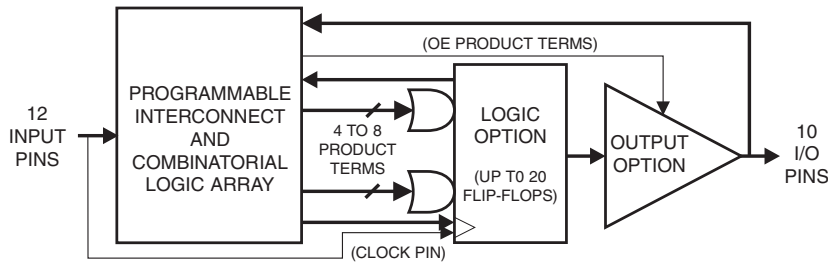 (OE PRODUCT TERMS)
PROGRAMMABLE
INTERCONNECT
AND
COMBINATORIAL
LOGIC ARRAY
12
INPUT
PINS
4 TO 8
PRODUCT
TERMS
LOGIC
OPTION
(UP T0 20
FLIP-FLOPS)
OUTPUT
OPTION
10
I/O
PINS
(CLOCK PIN)